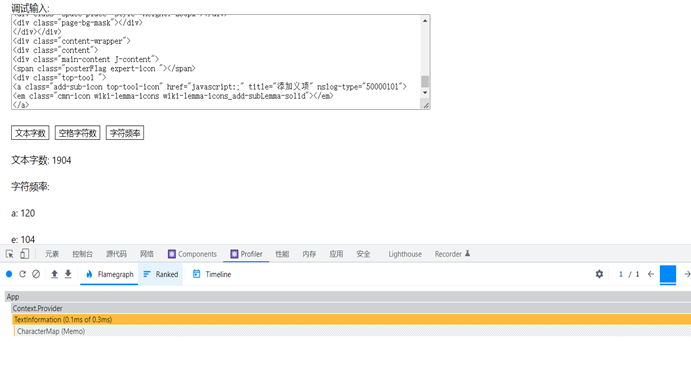 调试输入:
<div class="page-bg-mask"></div>
</div></div>
<div class="content-wrapper">
<div class="content">
<div class="main-content J-content">
<span class="posterFlag expert-icon "></span>
<div class="top-tool ">
<a class="add-sub-icon top-tool-icon" href="javascript:;" title="添加义项" nslog-type="50000101">
<em class="cmn-icon wiki-lemma-icons wiki-lemma-icons_add-subLemma-solid"></em>
</a>
文本字数 空格字符数 字符频率
文本字数: 1904
字符频率:
a: 120
e: 104
元素 控制台 源代码 网络 Components Profiler 性能 内存 应用 安全 Lighthouse Recorder
Flamegraph Ranked Timeline 1 / 1
App
Context.Provider
TextInformation (0.1ms of 0.3ms)
CharacterMap (Memo)